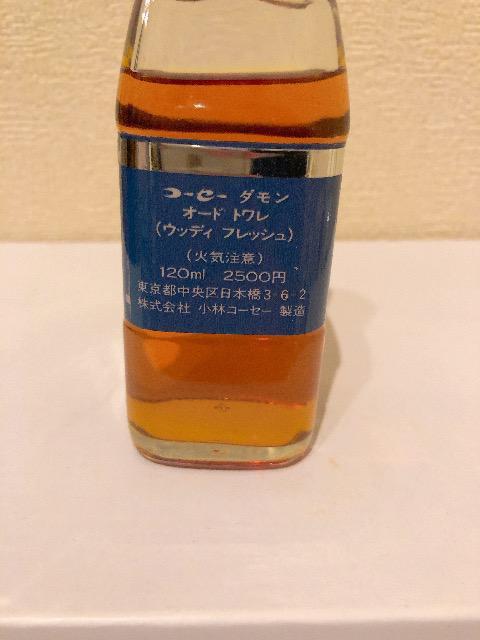 コーセー ダモン
オード トワレ
(ウッディ フレッシュ)
(火気注意)
120ml 2500円
東京都中央区日本橋3-6-2
株式会社 小林コーセー 製造